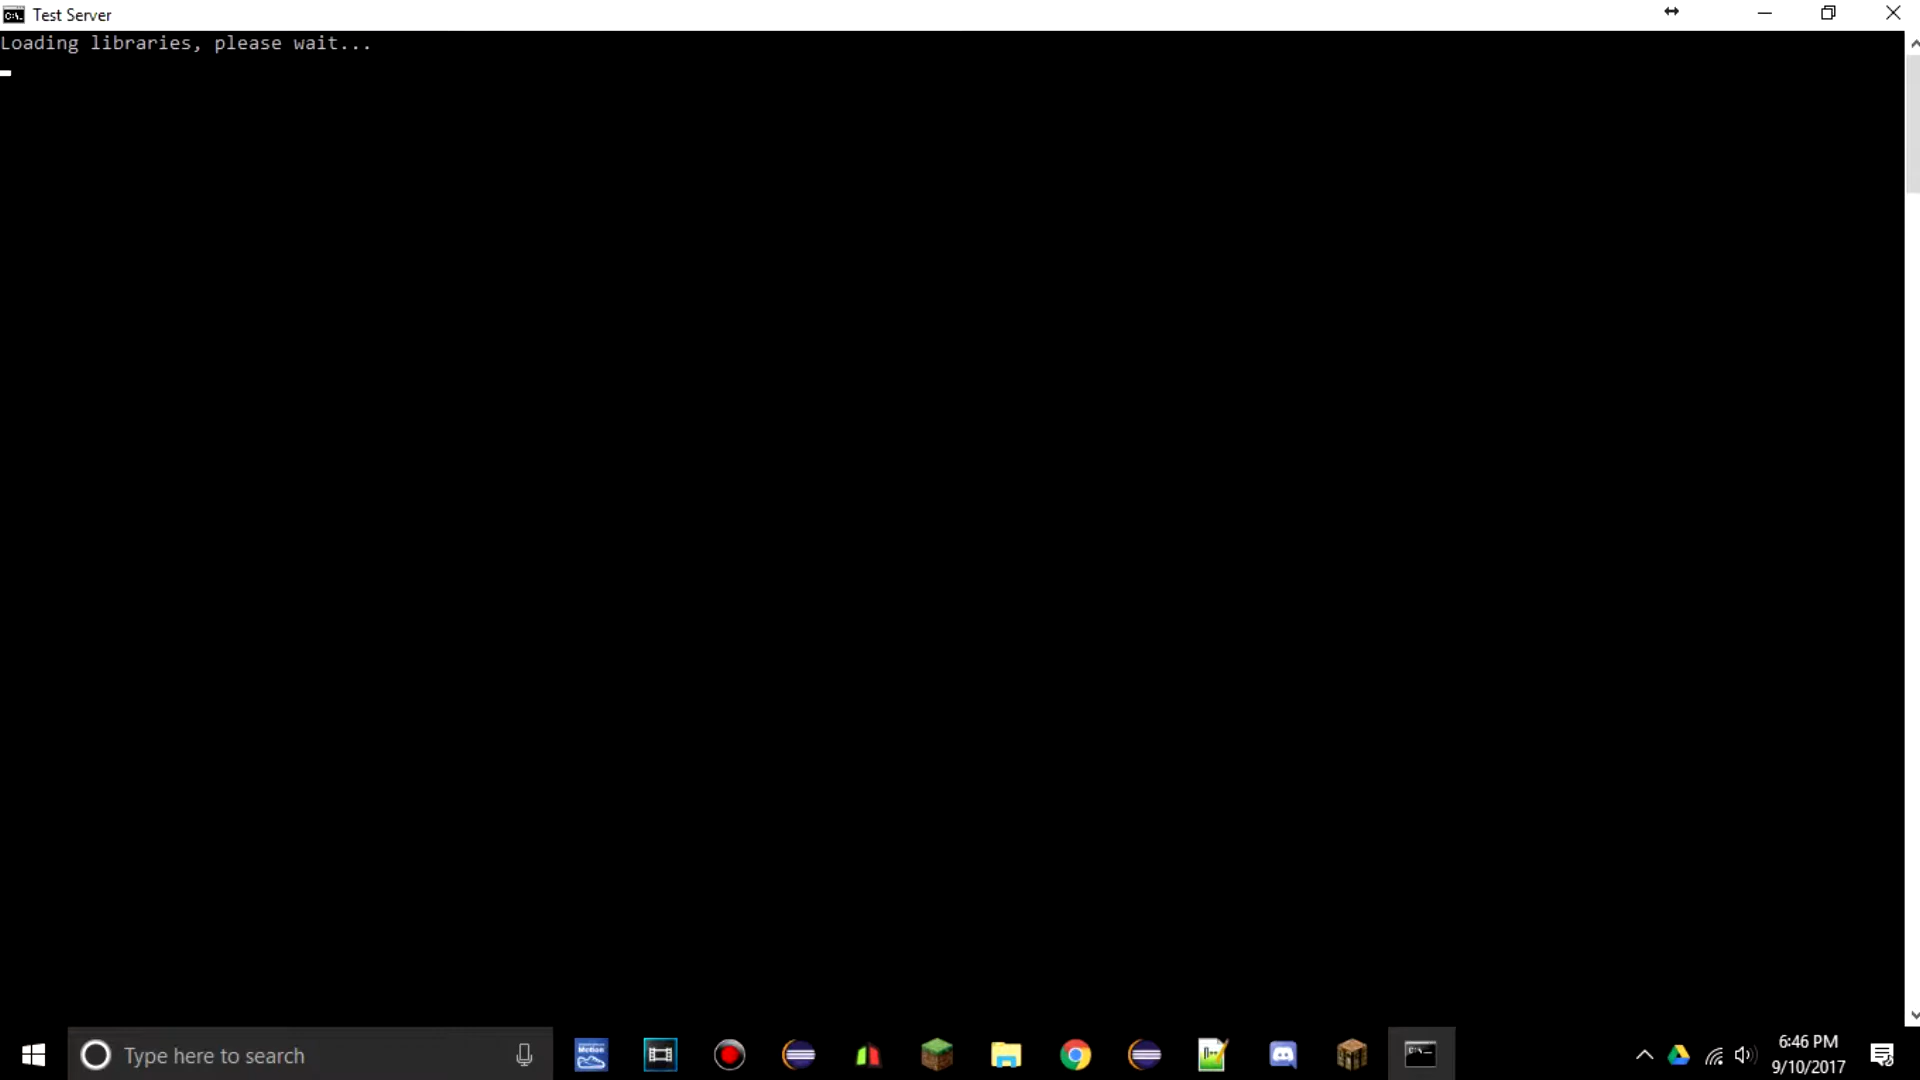 Test Server
Loading libraries, please wait...
Type here to search
6:46 PM
9/10/2017